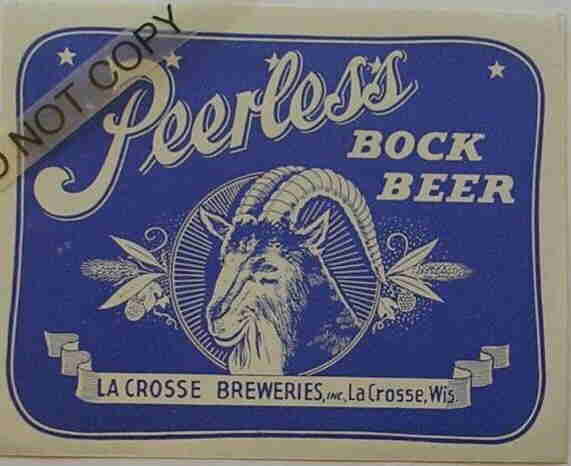 DO NOT COPY
Peerless
BOCK
BEER
LA CROSSE BREWERIES, INC, La Crosse, Wis.